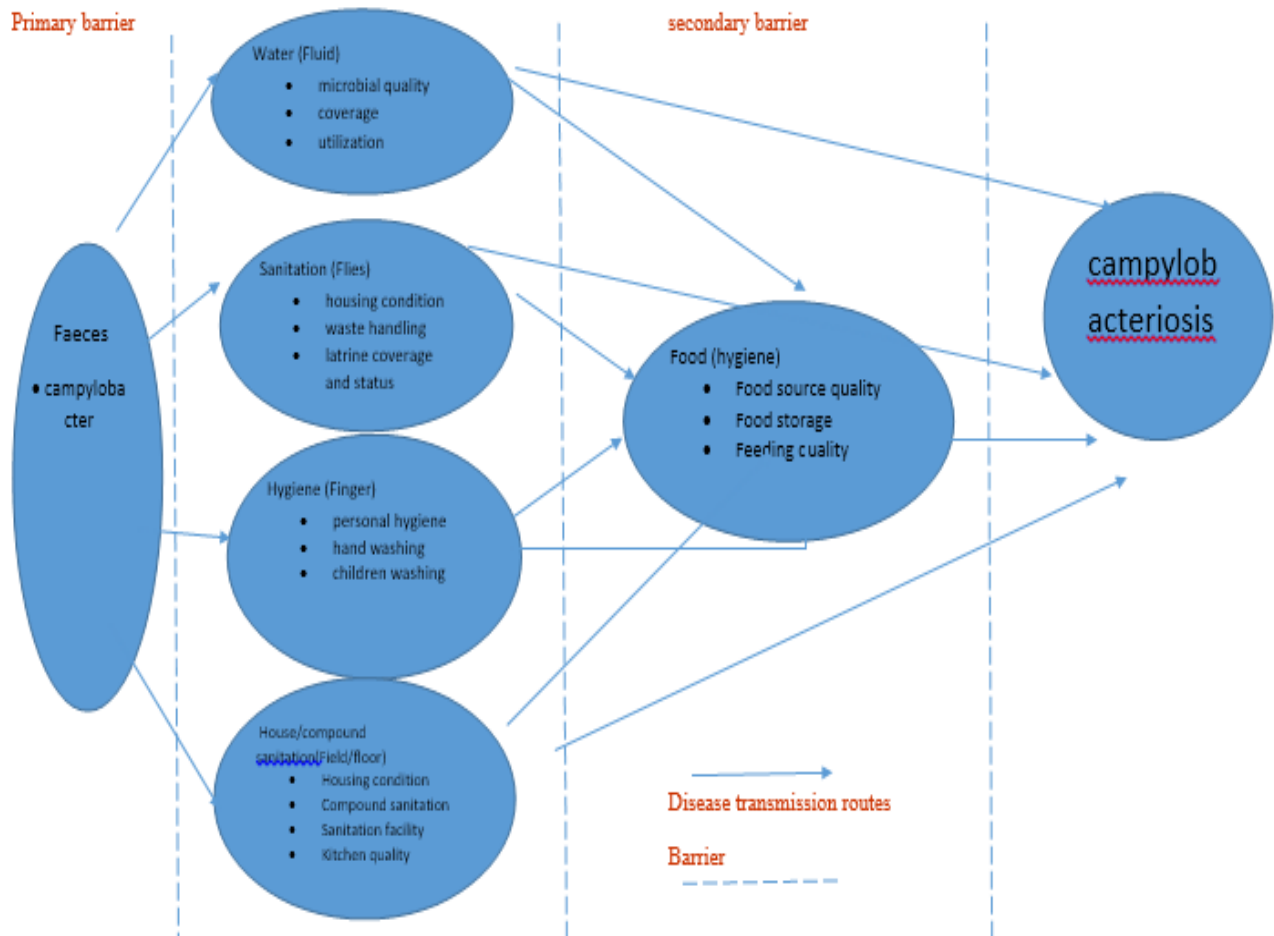 Primary barrier
secondary barrier
Water (Fluid)
• microbial quality
• coverage
• utilization
Sanitation (Flies)
• housing condition
• waste handling
• latrine coverage
and status
Faeces
• campyloba
cter
Hygiene (Finger)
• personal hygiene
• hand washing
• children washing
House/compound
sanitation(Field/floor)
• Housing condition
• Compound sanitation
• Sanitation facility
• Kitchen quality
Food (hygiene)
• Food source quality
• Food storage
• Feeding quality
campylob
acteriosis
Disease transmission routes
Barrier